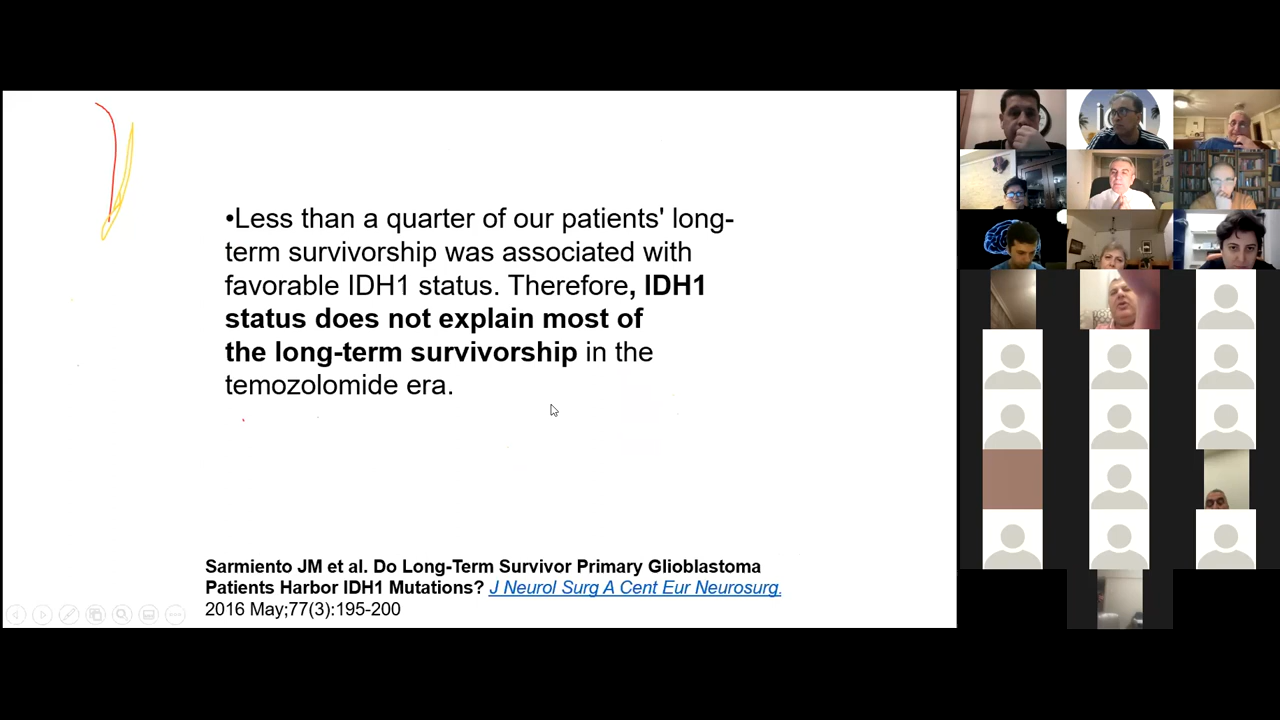 •Less than a quarter of our patients' long-
term survivorship was associated with
favorable IDH1 status. Therefore, IDH1
status does not explain most of
the long-term survivorship in the
temozolomide era.
Sarmiento JM et al. Do Long-Term Survivor Primary Glioblastoma
Patients Harbor IDH1 Mutations? J Neurol Surg A Cent Eur Neurosurg.
2016 May;77(3):195-200